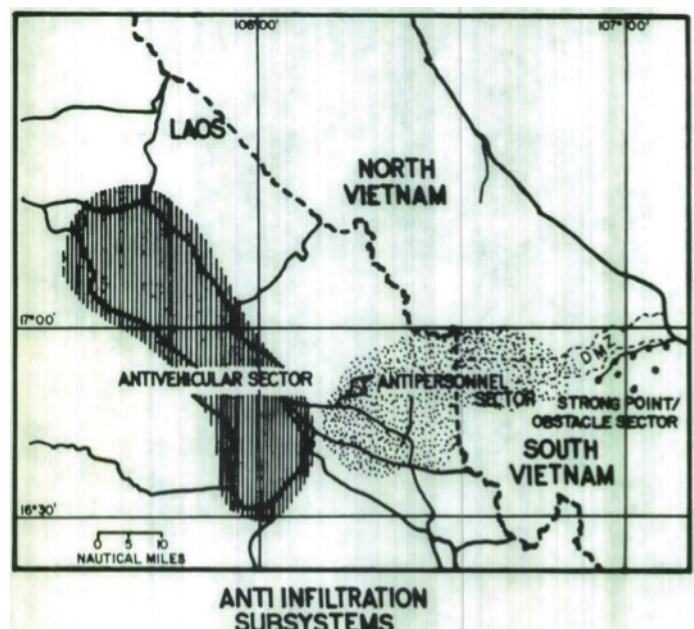 106°00'
107°00'
LAOS
NORTH
VIETNAM
17°00'
DMZ
ANTIVEHICULAR SECTOR
ANTIPERSONNEL
SECTOR
STRONG POINT/
OBSTACLE SECTOR
SOUTH
VIETNAM
16°30'
0 5 10
NAUTICAL MILES
ANTI INFILTRATION
SUBSYSTEMS